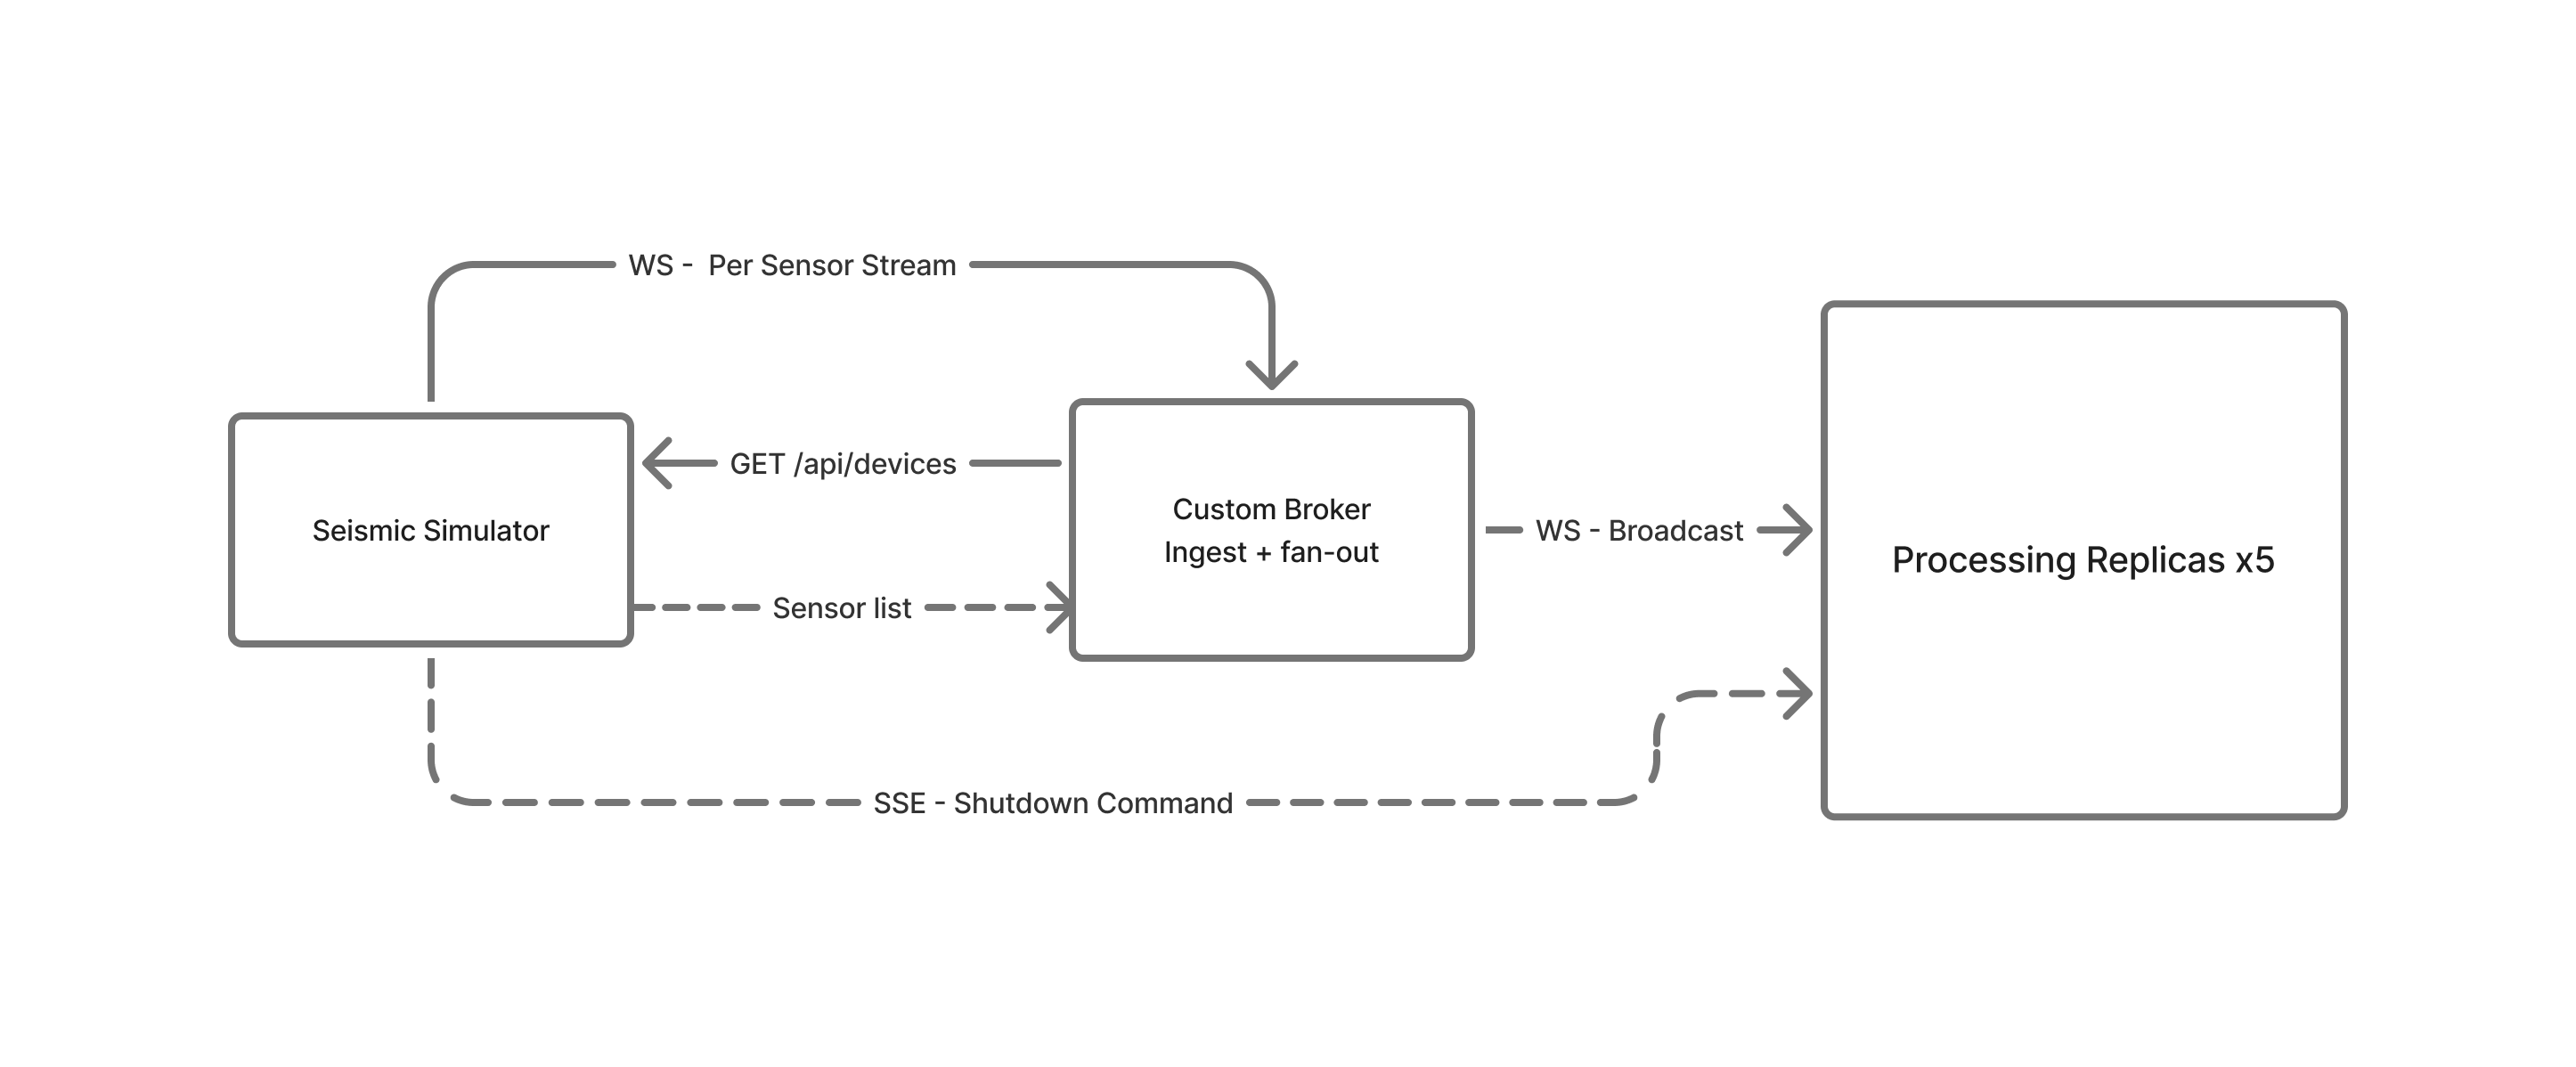 WS - Per Sensor Stream
GET /api/devices
Seismic Simulator
Custom Broker
Ingest + fan-out
WS - Broadcast
Processing Replicas x5
Sensor list
SSE - Shutdown Command